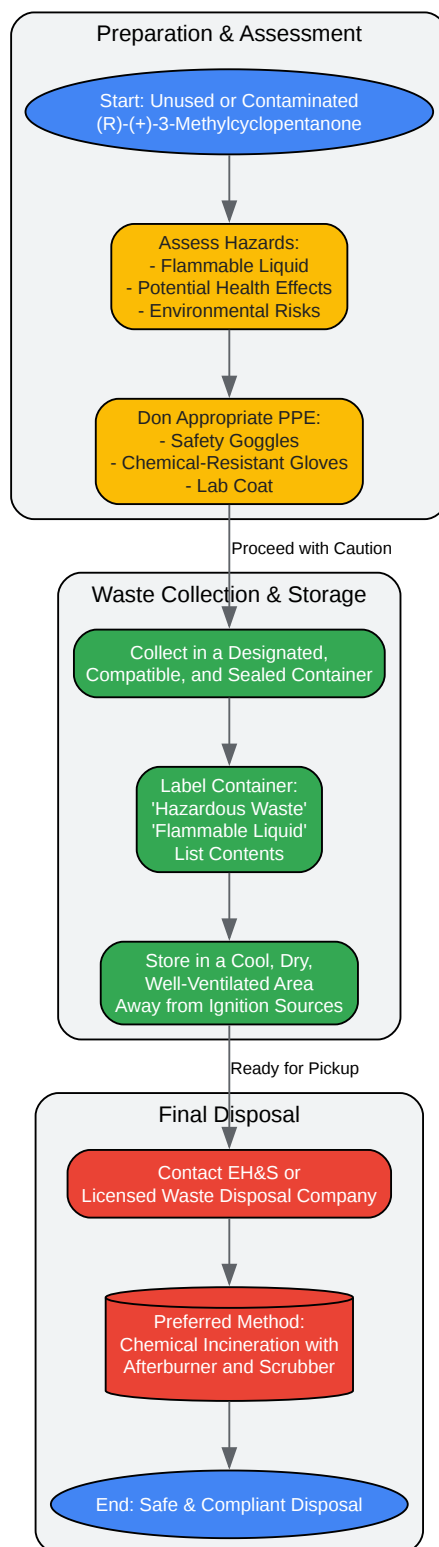 Preparation & Assessment
Start: Unused or Contaminated
(R)-(+)-3-Methylcyclopentanone
Assess Hazards:
- Flammable Liquid
- Potential Health Effects
- Environmental Risks
Don Appropriate PPE:
- Safety Goggles
- Chemical-Resistant Gloves
- Lab Coat
Proceed with Caution
Waste Collection & Storage
Collect in a Designated,
Compatible, and Sealed Container
Label Container:
'Hazardous Waste'
'Flammable Liquid'
List Contents
Store in a Cool, Dry,
Well-Ventilated Area
Away from Ignition Sources
Ready for Pickup
Final Disposal
Contact EH&S or
Licensed Waste Disposal Company
Preferred Method:
Chemical Incineration with
Afterburner and Scrubber
End: Safe & Compliant Disposal